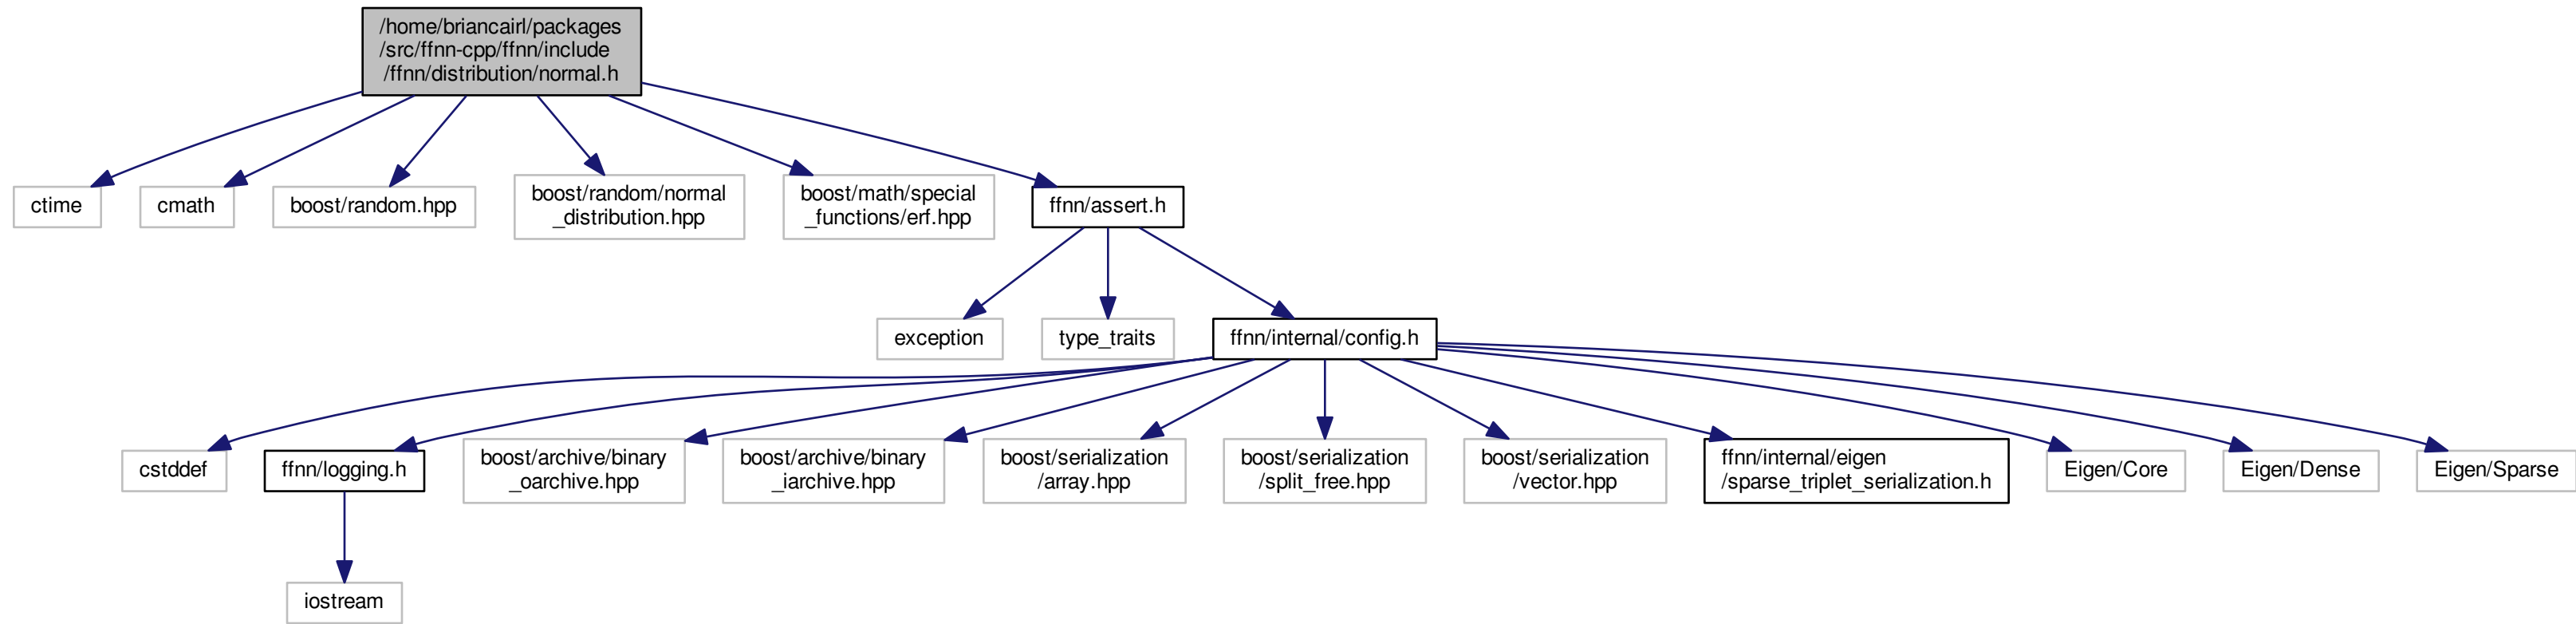 /home/briancairl/packages
/src/ffnn-cpp/ffnn/include
/ffnn/distribution/normal.h
ctime
cmath
boost/random.hpp
boost/random/normal
_distribution.hpp
boost/math/special
_functions/erf.hpp
ffnn/assert.h
exception
type_traits
ffnn/internal/config.h
cstddef
ffnn/logging.h
boost/archive/binary
_oarchive.hpp
boost/archive/binary
_iarchive.hpp
boost/serialization
/array.hpp
boost/serialization
/split_free.hpp
boost/serialization
/vector.hpp
ffnn/internal/eigen
/sparse_triplet_serialization.h
Eigen/Core
Eigen/Dense
Eigen/Sparse
iostream